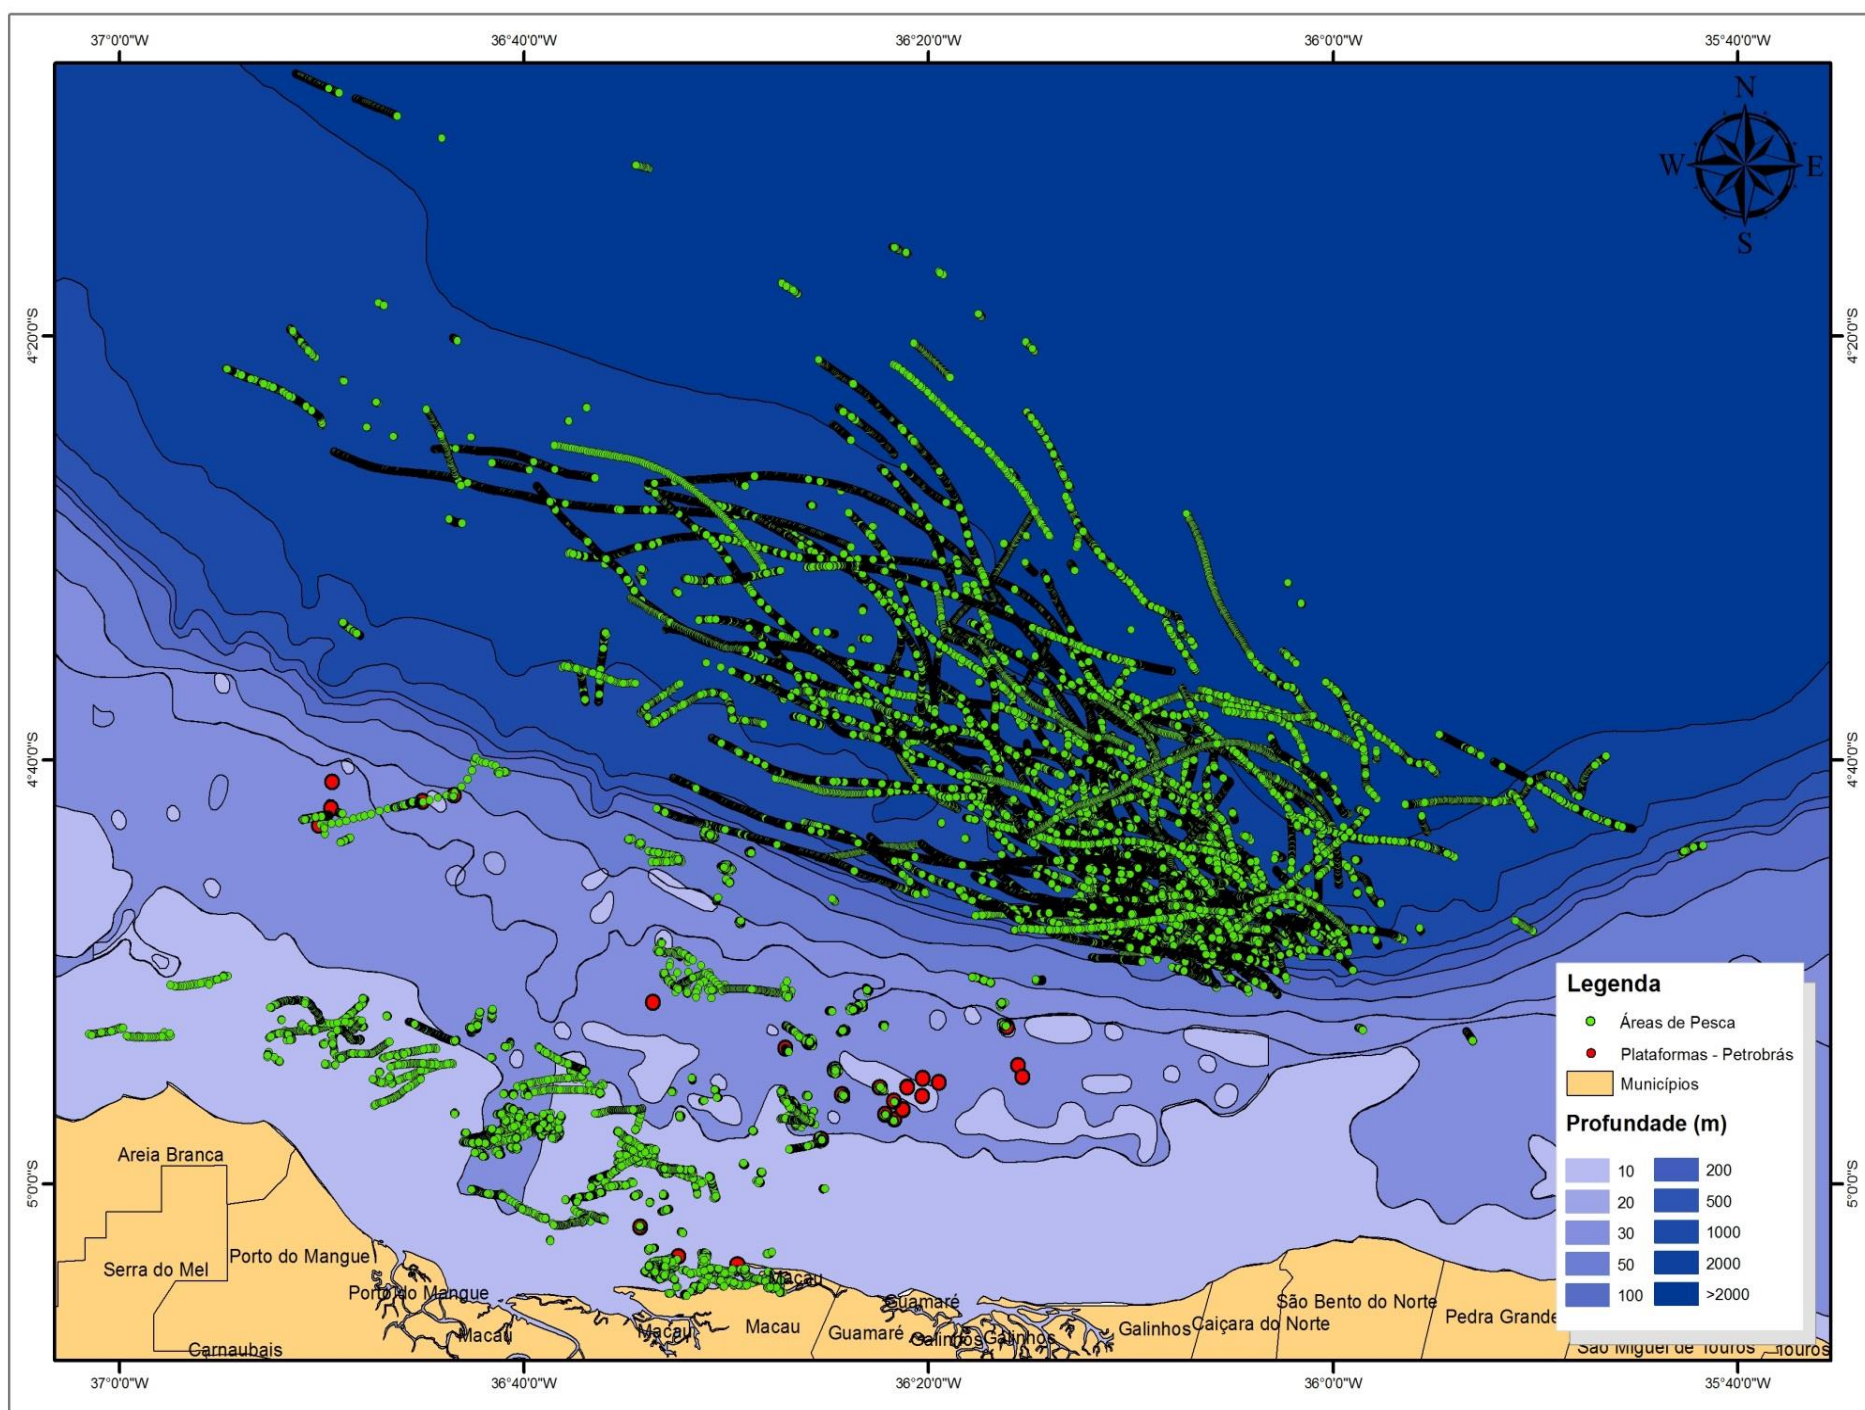 37°0'0"W 36°40'0"W 36°20'0"W 36°0'0"W 35°40'0"W
N
W E
S
4°20'0"S 4°20'0"S
4°40'0"S 4°40'0"S
5°0'0"S 5°0'0"S
Legenda
Áreas de Pesca
Plataformas - Petrobrás
Municípios
Profundade (m)
10 200
20 500
30 1000
50 2000
100 >2000
Areia Branca
Porto do Mangue
Serra do Mel
Porto do Mangue
Macau
Guamaré
São Bento do Norte
Pedra Grande
Macau
Macau
Macau
Guamaré
Galinhos
Galinhos
Galinhos
Caiçara do Norte
Carnaubais
São Miguel de Touros
Touros
37°0'0"W 36°40'0"W 36°20'0"W 36°0'0"W 35°40'0"W